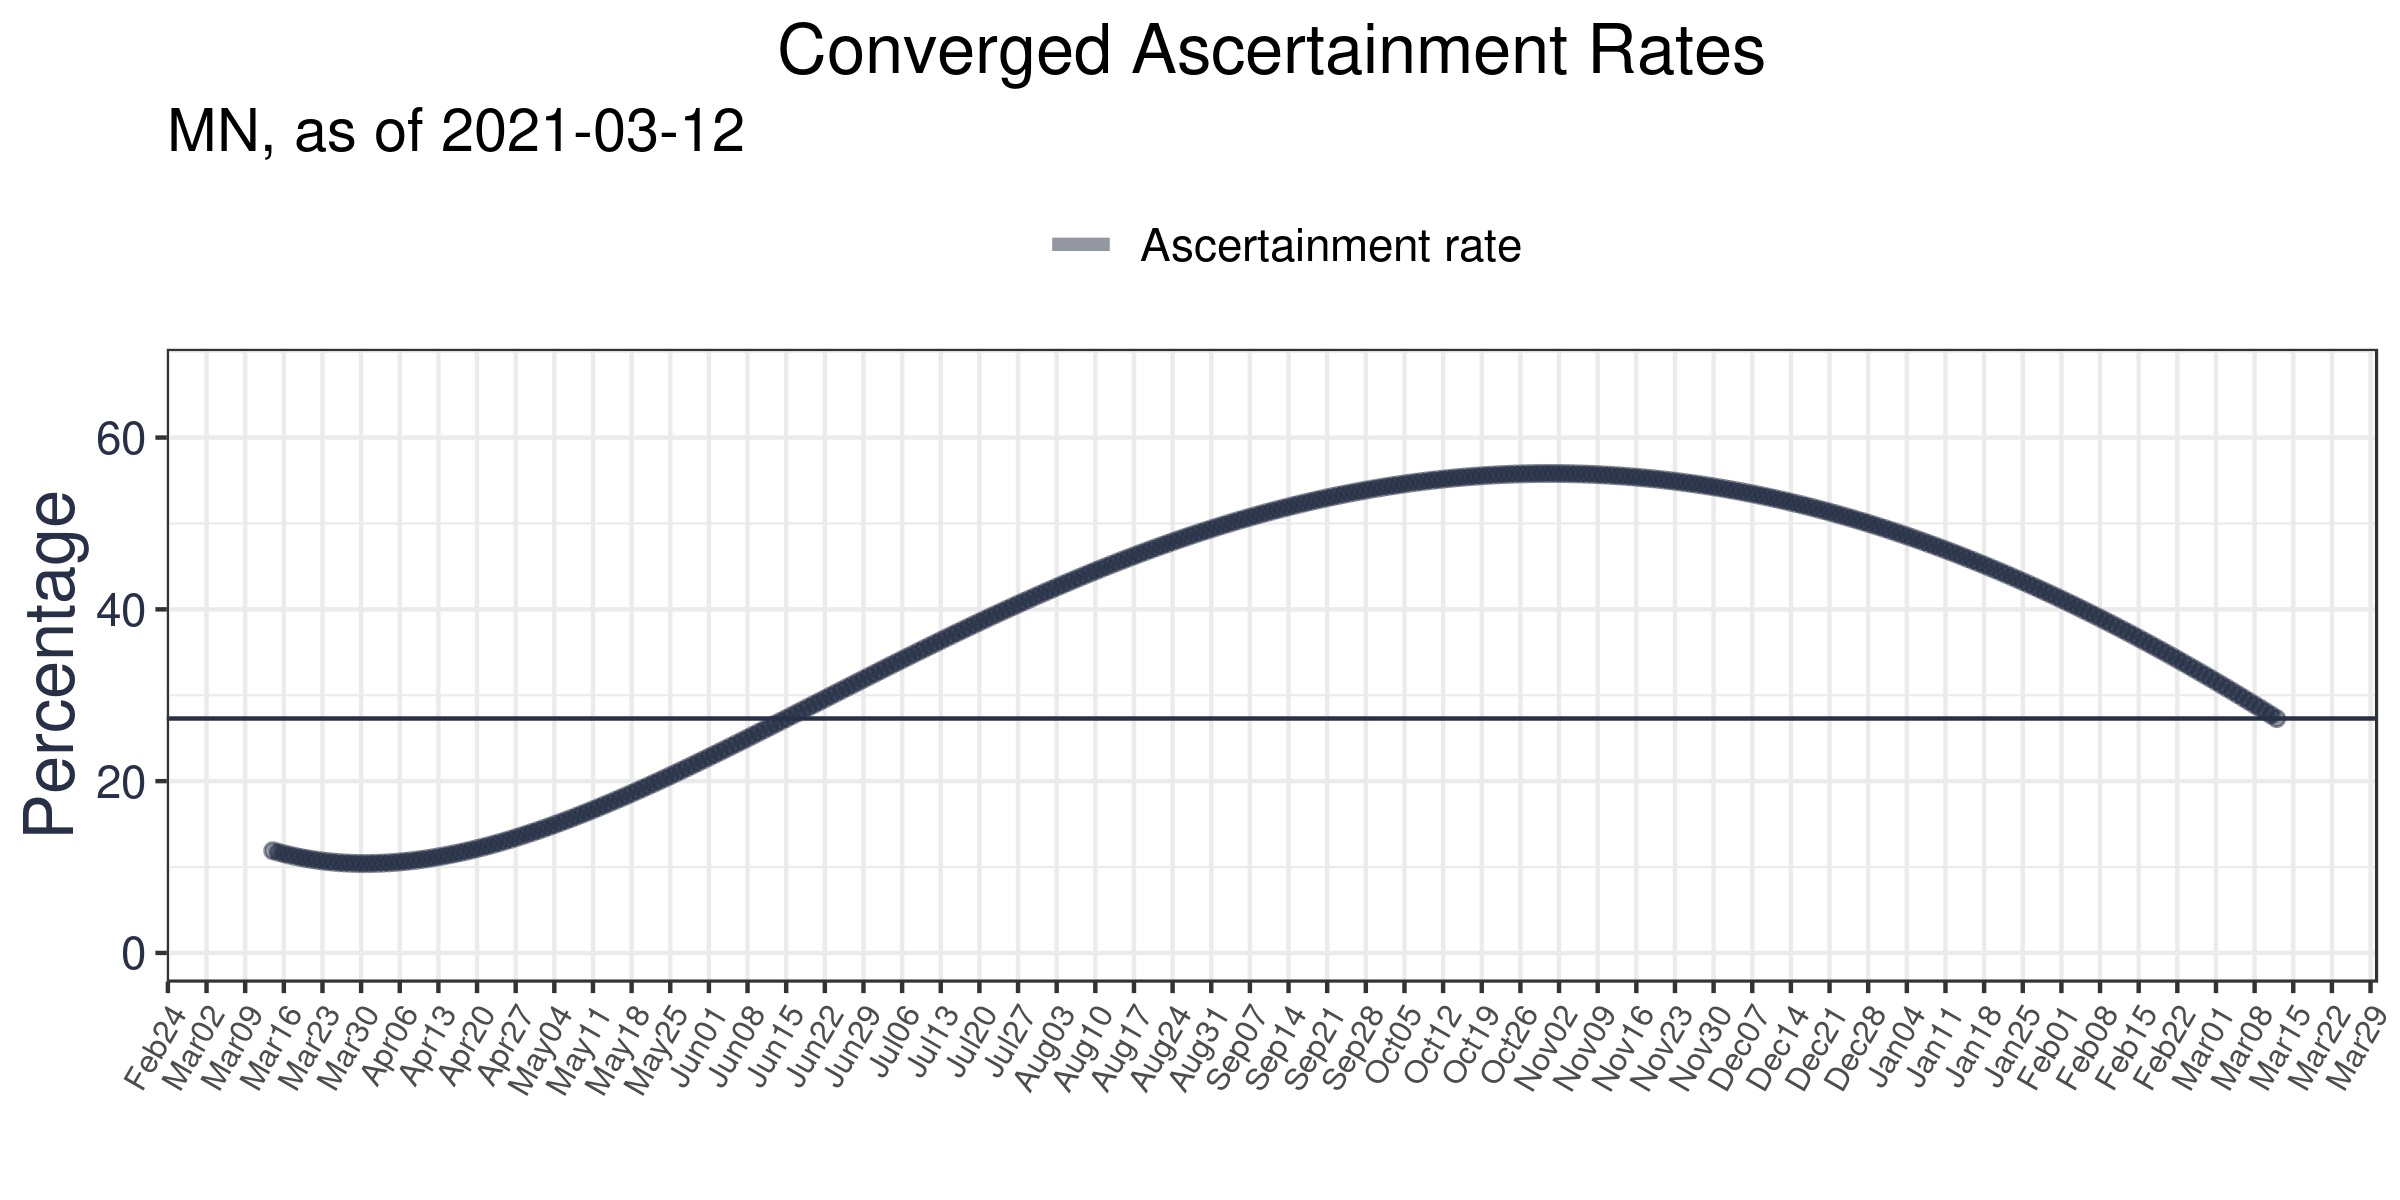 Converged Ascertainment Rates
MN, as of 2021-03-12
Ascertainment rate
Percentage
60
40
20
0
Feb24
Mar02
Mar09
Mar16
Mar23
Mar30
Apr06
Apr13
Apr20
Apr27
May04
May11
May18
May25
Jun01
Jun08
Jun15
Jun22
Jun29
Jul06
Jul13
Jul20
Jul27
Aug03
Aug10
Aug17
Aug24
Aug31
Sep07
Sep14
Sep21
Sep28
Oct05
Oct12
Oct19
Oct26
Nov02
Nov09
Nov16
Nov23
Nov30
Dec07
Dec14
Dec21
Dec28
Jan04
Jan11
Jan18
Jan25
Feb01
Feb08
Feb15
Feb22
Mar01
Mar08
Mar15
Mar22
Mar29